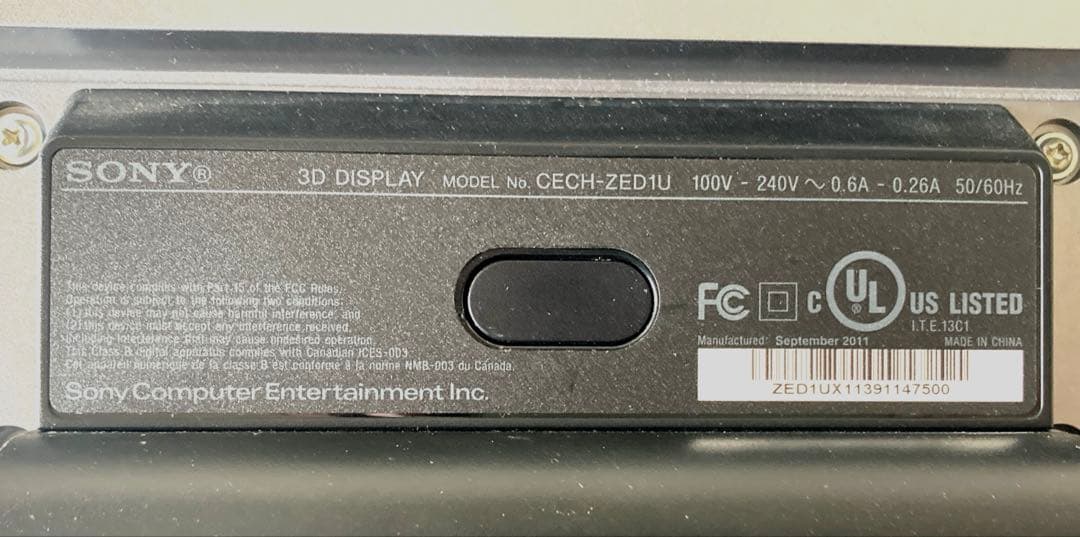 SONY® 3D DISPLAY MODEL No. CECH-ZED1U 100V - 240V ~ 0.6A - 0.26A 50/60Hz
This device complies with Part 15 of the FCC Rules.
Operation is subject to the following two conditions:
(1) this device may not cause harmful interference, and
(2) this device must accept any interference received,
including interference that may cause undesired operation.
This Class B digital apparatus complies with Canadian ICES-003
Cet appareil numérique de la classe B est conforme à la norme NMB-003 du Canada.
Sony Computer Entertainment Inc.
FC C UL US LISTED
I.T.E.13C1
Manufactured: September 2011 MADE IN CHINA
ZED1UX11391147500